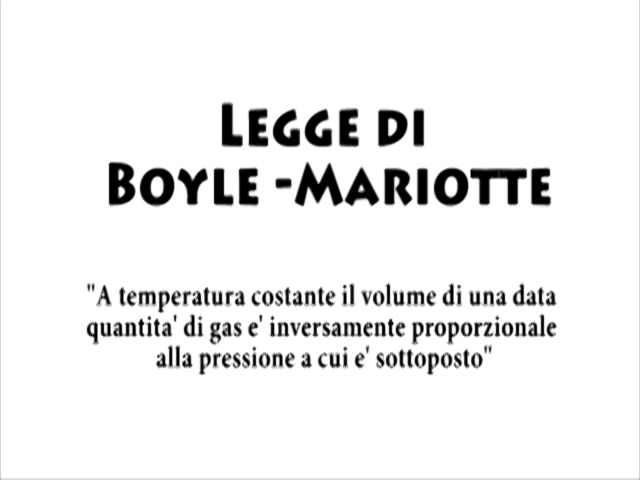 LEGGE DI
BOYLE -MARIOTTE
"A temperatura costante il volume di una data
quantita' di gas e' inversamente proporzionale
alla pressione a cui e' sottoposto"